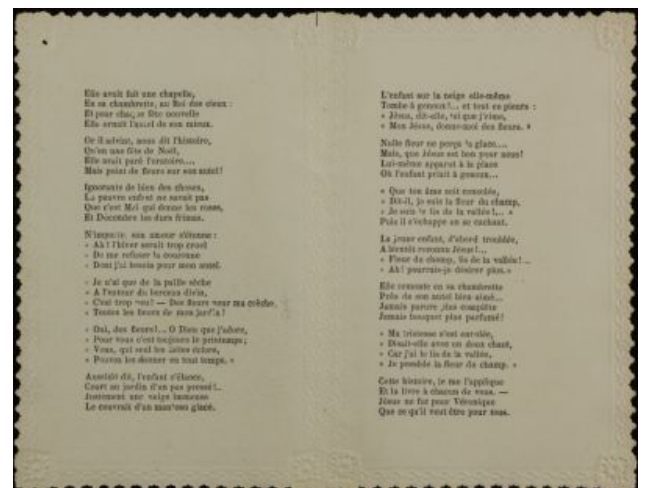 Elle avait fait une chapelle,
En sa chambrette, au Roi des cieux :
Et pour chaque fête nouvelle
Elle ornait l'autel de son mieux.
Or il advint, nous dit l'histoire,
Qu'en une fête de Noël,
Elle avait paré l'oratoire....
Mais point de fleurs sur son autel!
Ignorante de bien des choses,
La pauvre enfant ne savait pas
Que c'est Mai qui donne les roses,
Et Décembre les durs frimas.
N'importe, son amour s'étonne :
« Ah! l'hiver serait trop cruel
» De me refuser la couronne
» Dont j'ai besoin pour mon autel.
» Je n'ai que de la paille sèche
» A l'entour du berceau divin,
» C'est trop peu! — Des fleurs pour ma crèche,
» Toutes les fleurs de mon jardin!
» Oui, des fleurs!... O Dieu que j'adore,
» Pour vous c'est toujours le printemps;
» Vous, qui seul les faites éclore,
» Pouvez les donner en tout temps. »
Aussitôt dit, l'enfant s'élance,
Court au jardin d'un pas pressé!..
Justement une neige immense
Le couvrait d'un manteau glacé.
L'enfant sur la neige elle-même
Tombe à genoux!... et tout en pleurs :
« Jésus, dit-elle, toi que j'aime,
» Mon Jésus, donne-moi des fleurs. »
Nulle fleur ne perça la glace....
Mais, que Jésus est bon pour nous!
Lui-même apparut à la place
Où l'enfant priait à genoux...
« Que ton âme soit consolée,
» Dit-il, je suis la fleur du champ,
» Je suis le lis de la vallée!... »
Puis il s'échappe en se cachant.
La jeune enfant, d'abord troublée,
A bientôt reconnu Jésus!...
« Fleur du champ, lis de la vallée!...
» Ah! pourrais-je désirer plus. »
Elle remonte en sa chambrette
Près de son autel bien-aimé...
Jamais parure plus complète
Jamais bouquet plus parfumé!
« Ma tristesse s'est envolée,
» Disait-elle avec un doux chant,
» Car j'ai le lis de la vallée,
» Je possède la fleur du champ. »
Cette histoire, je me l'applique
Et la livre à chacun de vous. —
Jésus ne fut pour Véronique
Que ce qu'il veut être pour tous.